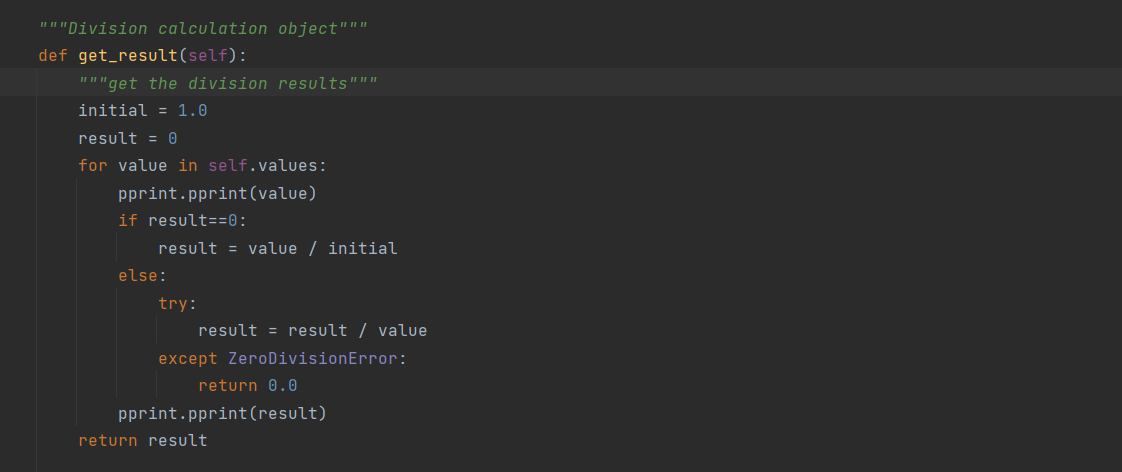 """Division calculation object"""
def get_result(self):
"""get the division results"""
initial = 1.0
result = 0
for value in self.values:
pprint.pprint(value)
if result==0:
result = value / initial
else:
try:
result = result / value
except ZeroDivisionError:
return 0.0
pprint.pprint(result)
return result